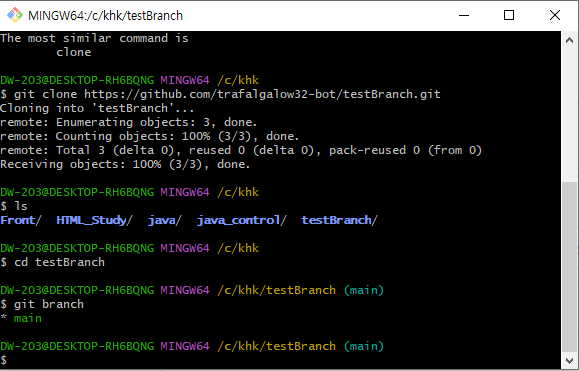 MINGW64:/c/khk/testBranch
The most similar command is
clone
DW-203@DESKTOP-RH6BQNG MINGW64 /c/khk
$ git clone https://github.com/trafalgalow32-bot/testBranch.git
Cloning into 'testBranch'...
remote: Enumerating objects: 3, done.
remote: Counting objects: 100% (3/3), done.
remote: Total 3 (delta 0), reused 0 (delta 0), pack-reused 0 (from 0)
Receiving objects: 100% (3/3), done.
DW-203@DESKTOP-RH6BQNG MINGW64 /c/khk
$ ls
Front/  HTML_Study/  java/  java_control/  testBranch/
DW-203@DESKTOP-RH6BQNG MINGW64 /c/khk
$ cd testBranch
DW-203@DESKTOP-RH6BQNG MINGW64 /c/khk/testBranch (main)
$ git branch
* main
DW-203@DESKTOP-RH6BQNG MINGW64 /c/khk/testBranch (main)
$